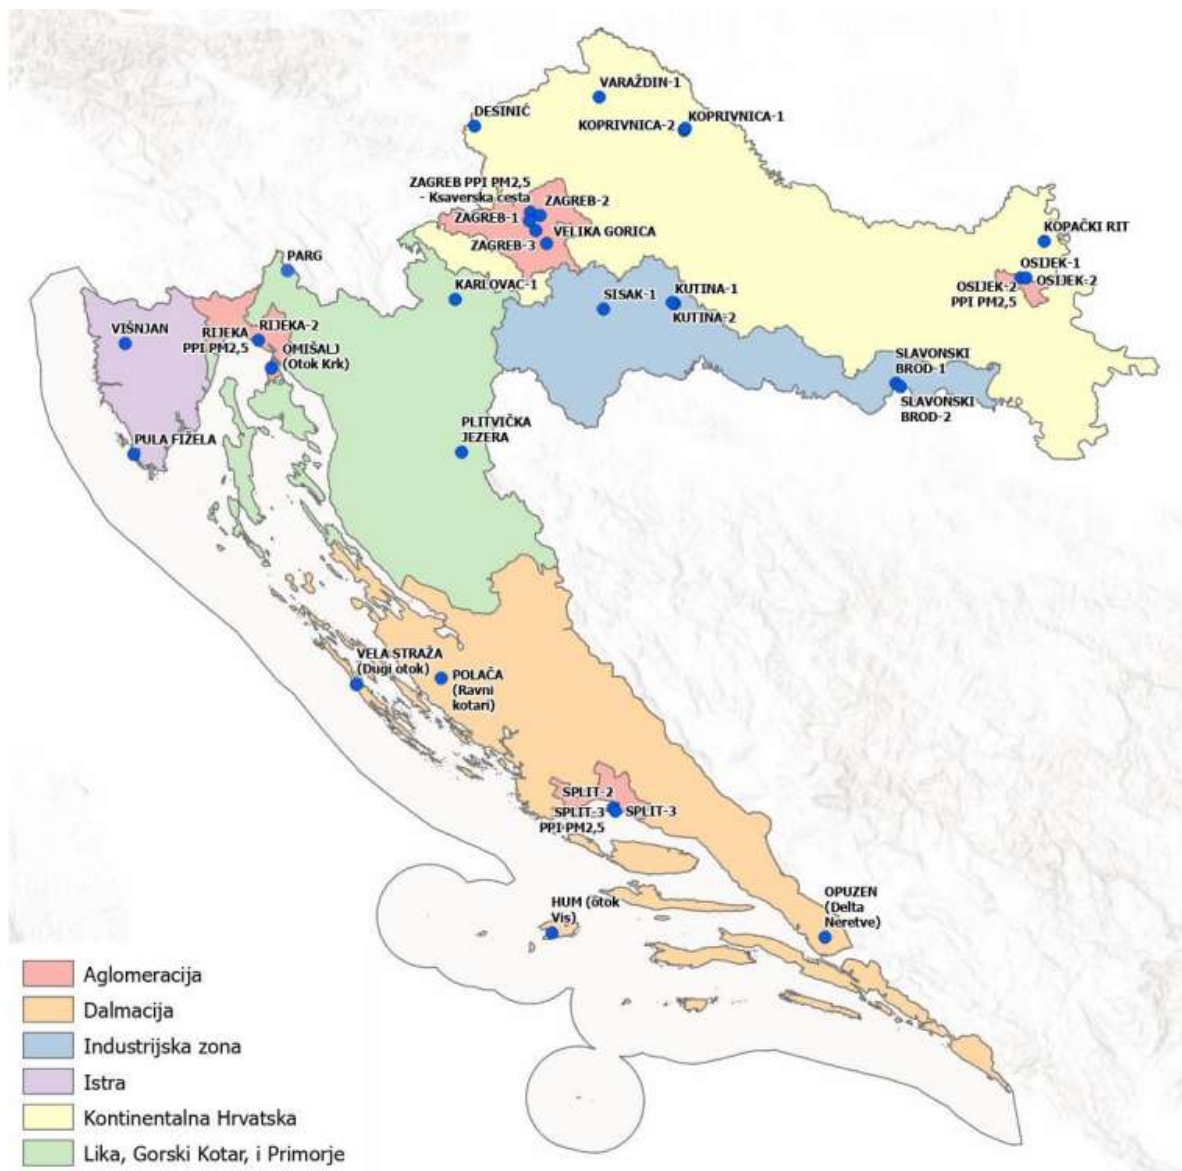 VARAŽDIN-1
DESINIĆ
KOPRIVNICA-1
KOPRIVNICA-2
ZAGREB PPI PM2,5
- Ksaverska cesta
ZAGREB-2
ZAGREB-1
VELIKA GORICA
ZAGREB-3
KOPAČKI RIT
OSIJEK-1
OSIJEK-2
OSIJEK-2
PPI PM2,5
PARG
KARLOVAC-1
SISAK-1
KUTINA-1
KUTINA-2
VIŠNJAN
RIJEKA-2
RIJEKA
PPI PM2,5
OMIŠALJ
(Otok Krk)
SLAVONSKI
BROD-1
SLAVONSKI
BROD-2
PLITVIČKA
JEZERA
PULA FIŽELA
VELA STRAŽA
(Dugi otok)
POLAČA
(Ravni
kotari)
SPLIT-2
SPLIT-3
PPI PM2,5
SPLIT-3
HUM (otok
Vis)
OPUZEN
(Delta
Neretve)
Aglomeracija
Dalmacija
Industrijska zona
Istra
Kontinentalna Hrvatska
Lika, Gorski Kotar, i Primorje